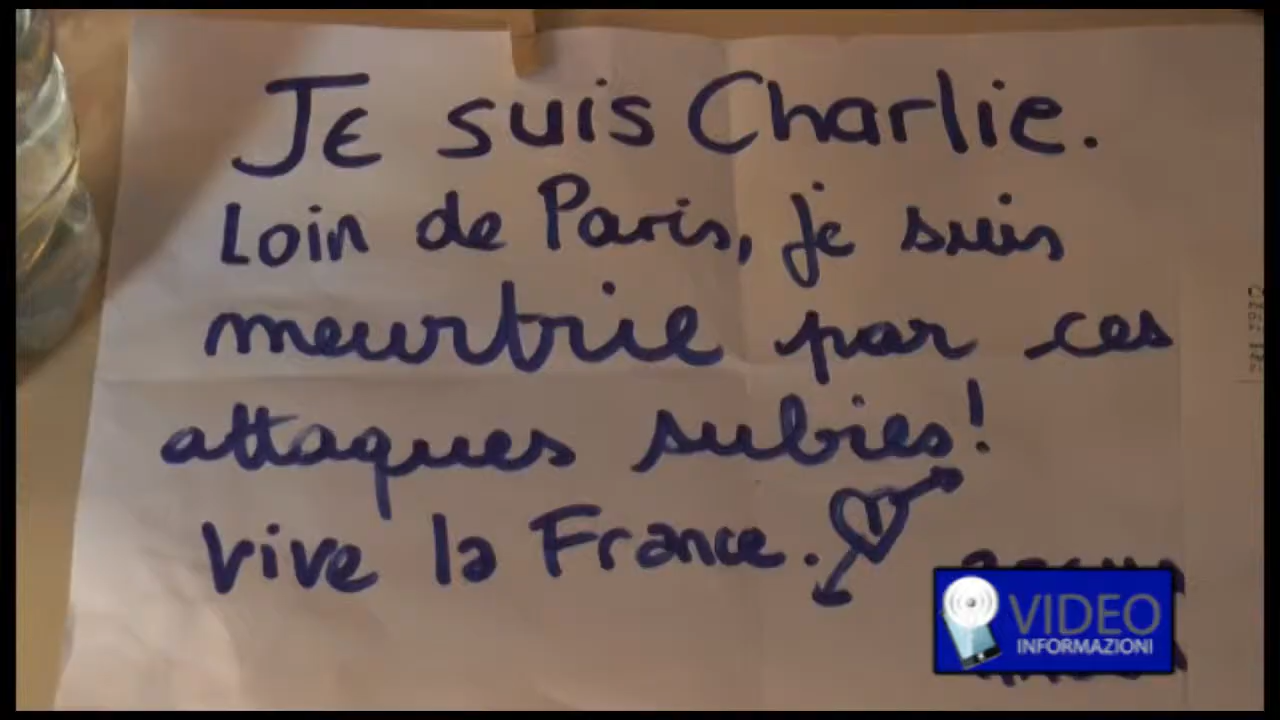 Je suis Charlie.
Loin de Paris, je suis
meurtrie par ces
attaques subies!
vive la France.
VIDEO
INFORMAZIONI